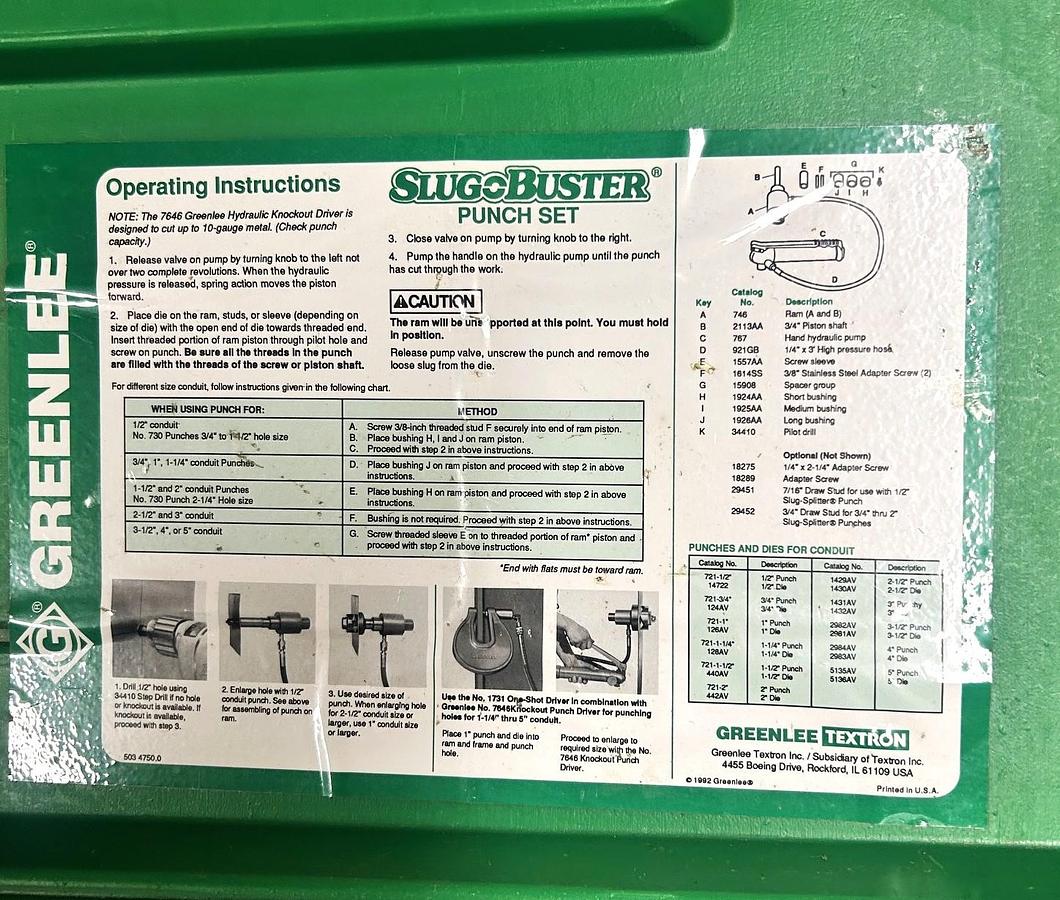 GREENLEE®
G®
Operating Instructions
NOTE: The 7646 Greenlee Hydraulic Knockout Driver is
designed to cut up to 10-gauge metal. (Check punch
capacity.)
1. Release valve on pump by turning knob to the left not
over two complete revolutions. When the hydraulic
pressure is released, spring action moves the piston
forward.
2. Place die on the ram, studs, or sleeve (depending on
size of die) with the open end of die towards threaded end.
Insert threaded portion of ram piston through pilot hole and
screw on punch. Be sure all the threads in the punch
are filled with the threads of the screw or piston shaft.
SLUG-BUSTER®
PUNCH SET
3. Close valve on pump by turning knob to the right.
4. Pump the handle on the hydraulic pump until the punch
has cut through the work.
CAUTION
The ram will be pported at this point. You must hold
in position.
Release pump valve, unscrew the punch and remove the
loose slug from the die.
For different size conduit, follow instructions given in the following chart.
WHEN USING PUNCH FOR: METHOD
1/2" conduit
No. 730 Punches 3/4" to 1-1/2" hole size
A. Screw 3/8-inch threaded stud F securely into end of ram piston.
B. Place bushing H, I and J on ram piston.
C. Proceed with step 2 in above instructions.
3/4", 1", 1-1/4" conduit Punches
D. Place bushing J on ram piston and proceed with step 2 in above
instructions.
1-1/2" and 2" conduit Punches
No. 730 Punch 2-1/4" Hole size
E. Place bushing H on ram piston and proceed with step 2 in above
instructions.
2-1/2" and 3" conduit
F. Bushing is not required. Proceed with step 2 in above instructions.
3-1/2", 4", or 5" conduit
G. Screw threaded sleeve E on to threaded portion of ram* piston and
proceed with step 2 in above instructions.
*End with flats must be toward ram.
1. Drill 1/2" hole using
34410 Step Drill if no hole
or knockout is available. If
knockout is available,
proceed with step 3.
2. Enlarge hole with 1/2"
conduit punch. See above
for assembling of punch on
ram.
3. Use desired size of
punch. When enlarging hole
for 2-1/2" conduit size or
larger, use 1" conduit size
or larger.
Use the No. 1731 One-Shot Driver in combination with
Greenlee No. 7646 Knockout Punch Driver for punching
holes for 1-1/4" thru 5" conduit.
Place 1" punch and die into
ram and frame and punch
hole.
Proceed to enlarge to
required size with the No.
7646 Knockout Punch
Driver.
503 4750.0
B E F G K
J I H
A
C
D
Key Catalog No. Description
A 746 Ram (A and B)
B 2113AA 3/4" Piston shaft
C 767 Hand hydraulic pump
D 921GB 1/4" x 3' High pressure hose
E 1557AA Screw sleeve
F 1614SS 3/8" Stainless Steel Adapter Screw (2)
G 15908 Spacer group
H 1924AA Short bushing
I 1925AA Medium bushing
J 1926AA Long bushing
K 34410 Pilot drill
Optional (Not Shown)
18275 1/4" x 2-1/4" Adapter Screw
18289 Adapter Screw
29451 7/16" Draw Stud for use with 1/2"
Slug-Splitter® Punch
29452 3/4" Draw Stud for 3/4" thru 2"
Slug-Splitter® Punches
PUNCHES AND DIES FOR CONDUIT
Catalog No. Description Catalog No. Description
721-1/2" 1/2" Punch 1429AV 2-1/2" Punch
14722 1/2" Die 1430AV 2-1/2" Die
721-3/4" 3/4" Punch 1431AV 3"
124AV 3/4" Die 1432AV 3"
721-1" 1" Punch 2982AV 3-1/2" Punch
126AV 1" Die 2981AV 3-1/2" Die
721-1-1/4" 1-1/4" Punch 2984AV 4" Punch
128AV 1-1/4" Die 2983AV 4" Die
721-1-1/2" 1-1/2" Punch 5135AV 5" Punch
440AV 1-1/2" Die 5136AV 5" Die
721-2" 2" Punch
442AV 2" Die
GREENLEE TEXTRON
Greenlee Textron Inc. / Subsidiary of Textron Inc.
4455 Boeing Drive, Rockford, IL 61109 USA
© 1992 Greenlee®
Printed in U.S.A.